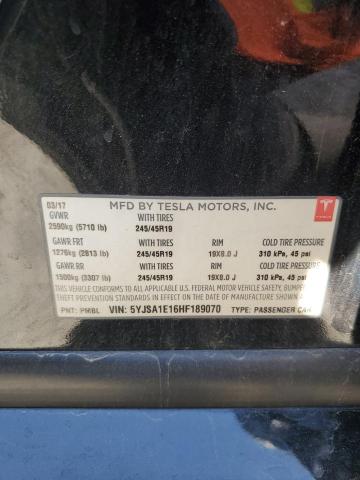 03/17 MFD BY TESLA MOTORS, INC.
GVWR WITH TIRES
2590kg (5710 lb) 245/45R19
GAWR FRT WITH TIRES RIM COLD TIRE PRESSURE
1276kg (2813 lb) 245/45R19 19X8.0 J 310 kPa, 45 psi
GAWR RR WITH TIRES RIM COLD TIRE PRESSURE
1500kg (3307 lb) 245/45R19 19X8.0 J 310 kPa, 45 psi
THIS VEHICLE CONFORMS TO ALL APPLICABLE FEDERAL MOTOR VEHICLE SAFETY,
BUMPER, AND THEFT PREVENTION STANDARDS IN EFFECT ON THE DATE OF MANUFACTURE SHOWN ABOVE.
PNT: PMBL VIN: 5YJSA1E16HF189070 TYPE: PASSENGER CAR
TESLA